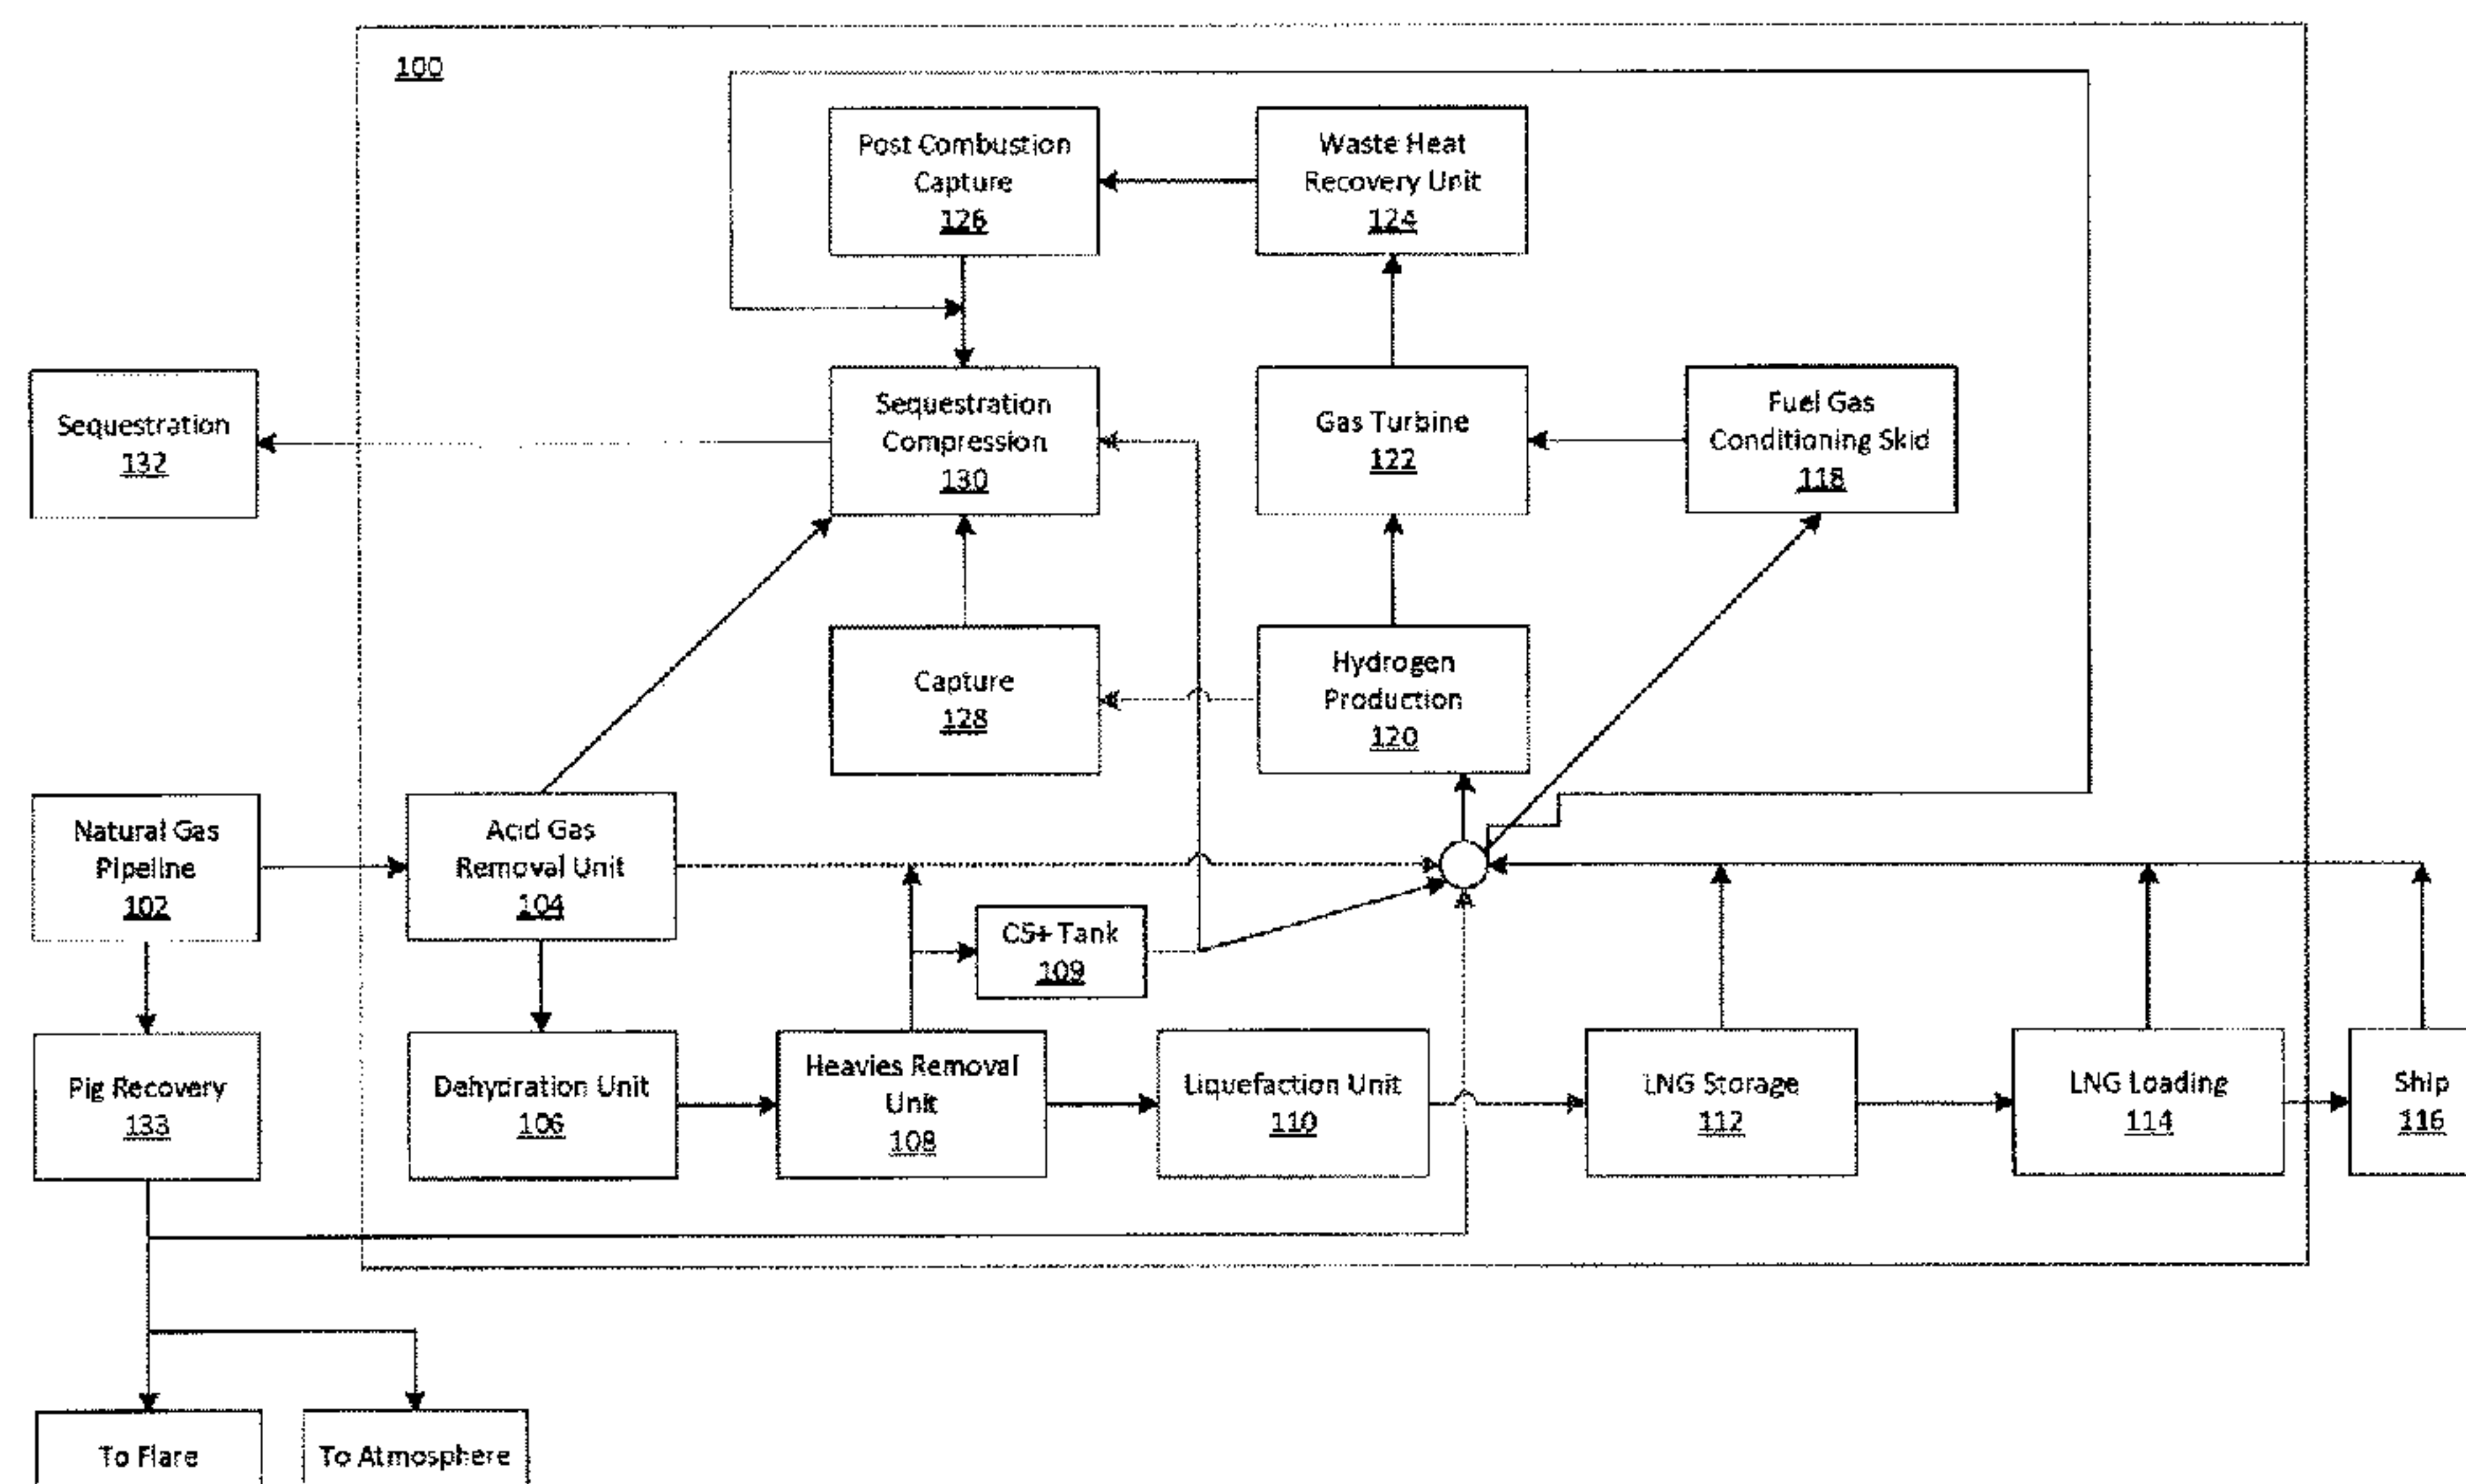 100
Post Combustion
Capture
126
Waste Heat
Recovery Unit
124
Sequestration
132
Sequestration
Compression
130
Gas Turbine
122
Fuel Gas
Conditioning Skid
118
Capture
128
Hydrogen
Production
120
Natural Gas
Pipeline
102
Acid Gas
Removal Unit
104
C5+ Tank
109
Pig Recovery
133
Dehydration Unit
106
Heavies Removal
Unit
108
Liquefaction Unit
110
LNG Storage
112
LNG Loading
114
Ship
116
To Flare
To Atmosphere